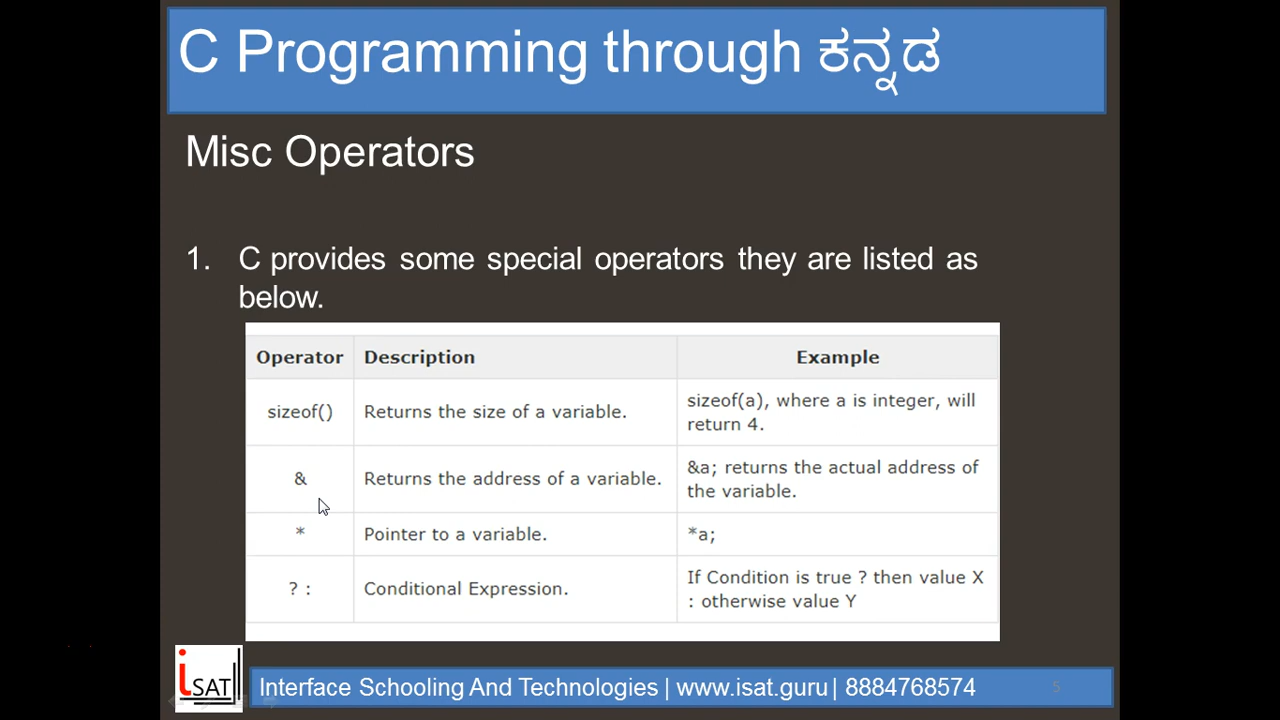 C Programming through ಕನ್ನಡ
Misc Operators
1. C provides some special operators they are listed as
below.
Operator Description Example
sizeof() Returns the size of a variable. sizeof(a), where a is integer, will
return 4.
& Returns the address of a variable. &a; returns the actual address of
the variable.
* Pointer to a variable. *a;
? : Conditional Expression. If Condition is true ? then value X
: otherwise value Y
iSAT
Interface Schooling And Technologies | www.isat.guru | 8884768574
5